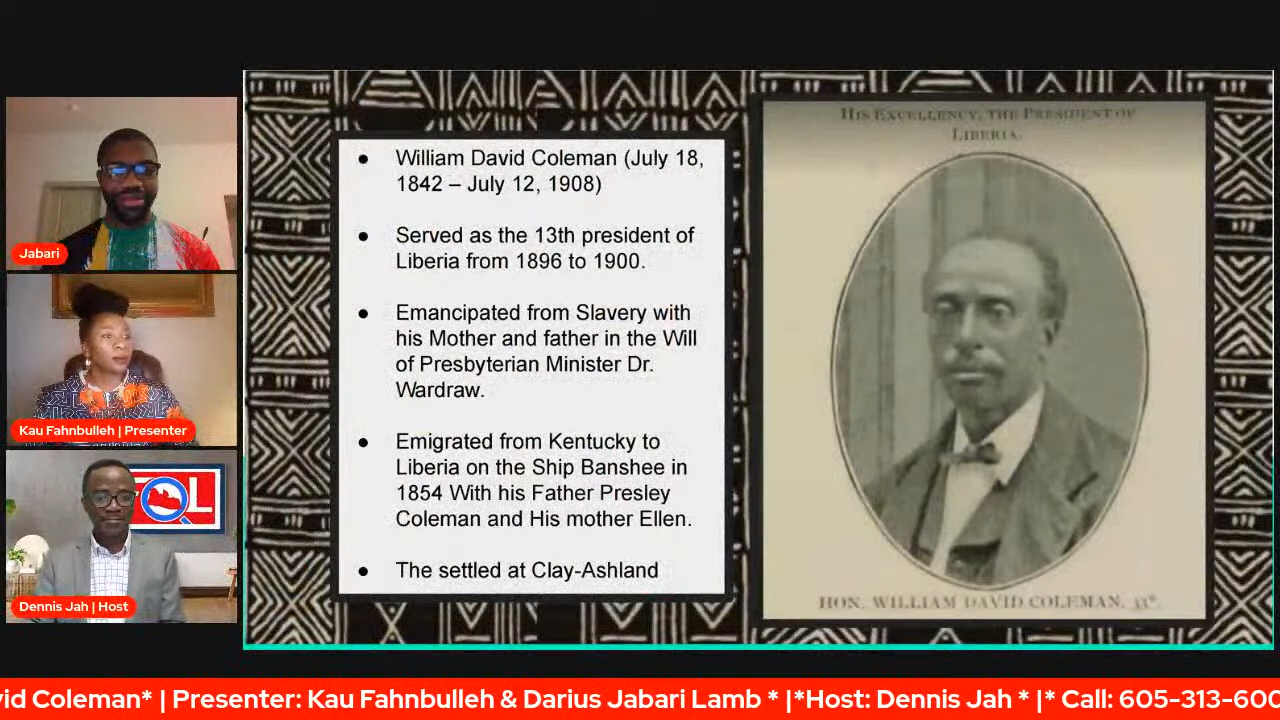 Jabari
Kau Fahnbulleh | Presenter
OL
Dennis Jah | Host
● William David Coleman (July 18,
1842 – July 12, 1908)
● Served as the 13th president of
Liberia from 1896 to 1900.
● Emancipated from Slavery with
his Mother and father in the Will
of Presbyterian Minister Dr.
Wardraw.
● Emigrated from Kentucky to
Liberia on the Ship Banshee in
1854 With his Father Presley
Coleman and His mother Ellen.
● The settled at Clay-Ashland
HIS EXCELLENCY, THE PRESIDENT OF
LIBERIA.
HON. WILLIAM DAVID COLEMAN, 33°.
vid Coleman* | Presenter: Kau Fahnbulleh & Darius Jabari Lamb * |*Host: Dennis Jah * |* Call: 605-313-600